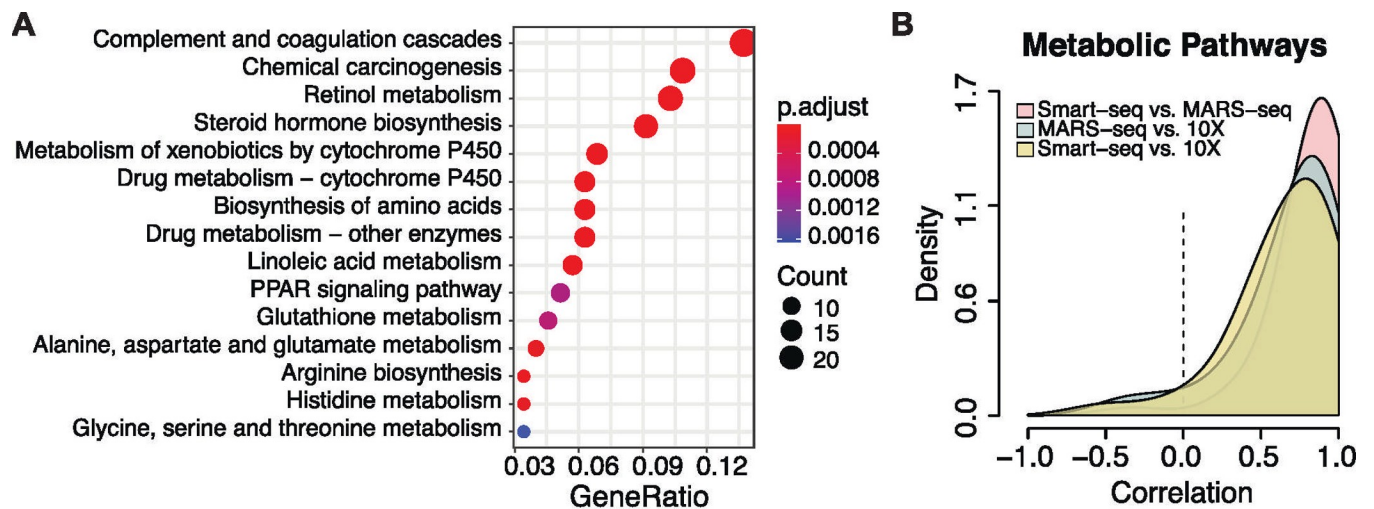 A
Complement and coagulation cascades
Chemical carcinogenesis
Retinol metabolism
Steroid hormone biosynthesis
Metabolism of xenobiotics by cytochrome P450
Drug metabolism − cytochrome P450
Biosynthesis of amino acids
Drug metabolism − other enzymes
Linoleic acid metabolism
PPAR signaling pathway
Glutathione metabolism
Alanine, aspartate and glutamate metabolism
Arginine biosynthesis
Histidine metabolism
Glycine, serine and threonine metabolism
0.03 0.06 0.09 0.12
GeneRatio
p.adjust
0.0004
0.0008
0.0012
0.0016
Count
10
15
20
B
Metabolic Pathways
Smart−seq vs. MARS−seq
MARS−seq vs. 10X
Smart−seq vs. 10X
Density
1.7
1.1
0.6
0.0
−1.0 −0.5 0.0 0.5 1.0
Correlation